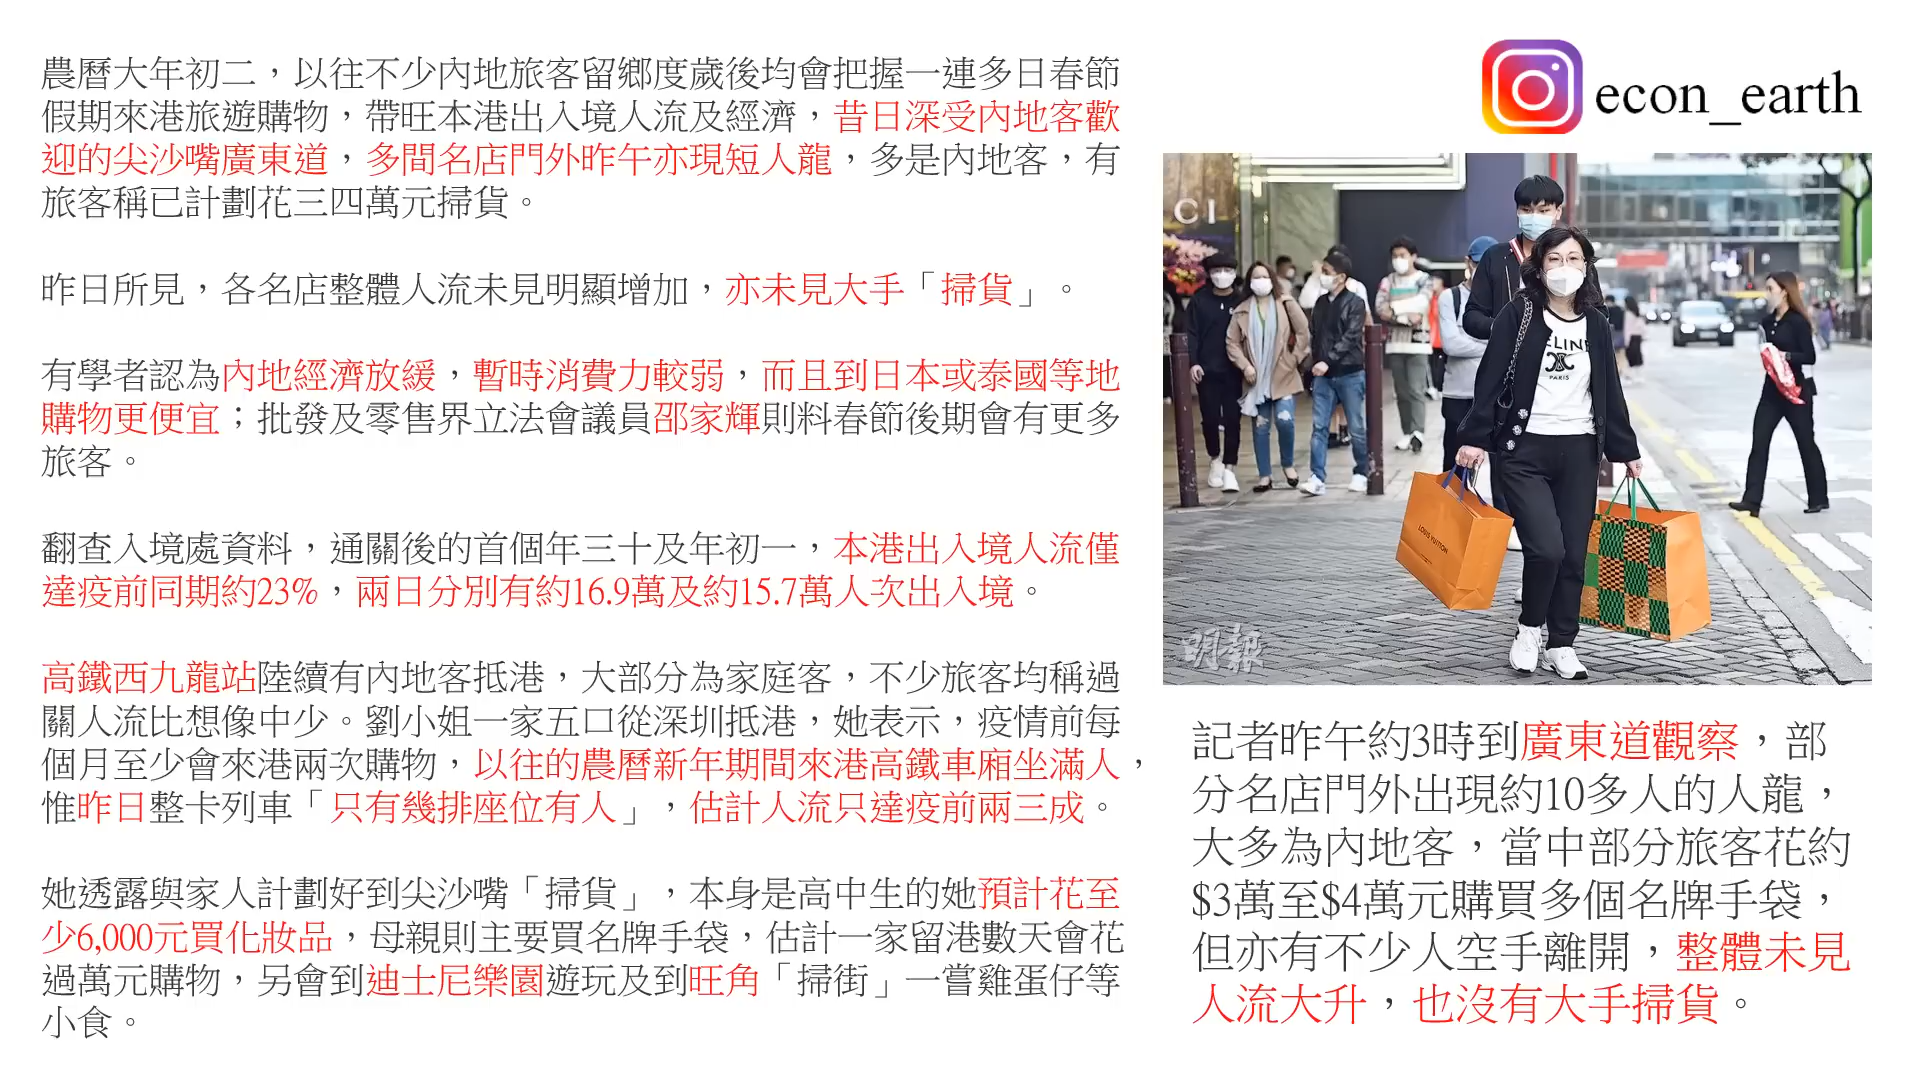 農曆大年初二，以往不少內地旅客留鄉度歲後均會把握一連多日春節
假期來港旅遊購物，帶旺本港出入境人流及經濟，昔日深受內地客歡
迎的尖沙嘴廣東道，多間名店門外昨午亦現短人龍，多是內地客，有
旅客稱已計劃花三四萬元掃貨。
昨日所見，各名店整體人流未見明顯增加，亦未見大手「掃貨」。
有學者認為內地經濟放緩，暫時消費力較弱，而且到日本或泰國等地
購物更便宜；批發及零售界立法會議員邵家輝則料春節後期會有更多
旅客。
翻查入境處資料，通關後的首個年三十及年初一，本港出入境人流僅
達疫前同期約23%，兩日分別有約16.9萬及約15.7萬人次出入境。
高鐵西九龍站陸續有內地客抵港，大部分為家庭客，不少旅客均稱過
關人流比想像中少。劉小姐一家五口從深圳抵港，她表示，疫情前每
個月至少會來港兩次購物，以往的農曆新年期間來港高鐵車廂坐滿人，
惟昨日整卡列車「只有幾排座位有人」，估計人流只達疫前兩三成。
她透露與家人計劃好到尖沙嘴「掃貨」，本身是高中生的她預計花至
少6,000元買化妝品，母親則主要買名牌手袋，估計一家留港數天會花
過萬元購物，另會到迪士尼樂園遊玩及到旺角「掃街」一嘗雞蛋仔等
小食。
econ_earth
CI
CELINE
PARIS
LOUIS VUITTON
明報
記者昨午約3時到廣東道觀察，部
分名店門外出現約10多人的人龍，
大多為內地客，當中部分旅客花約
$3萬至$4萬元購買多個名牌手袋，
但亦有不少人空手離開，整體未見
人流大升，也沒有大手掃貨。